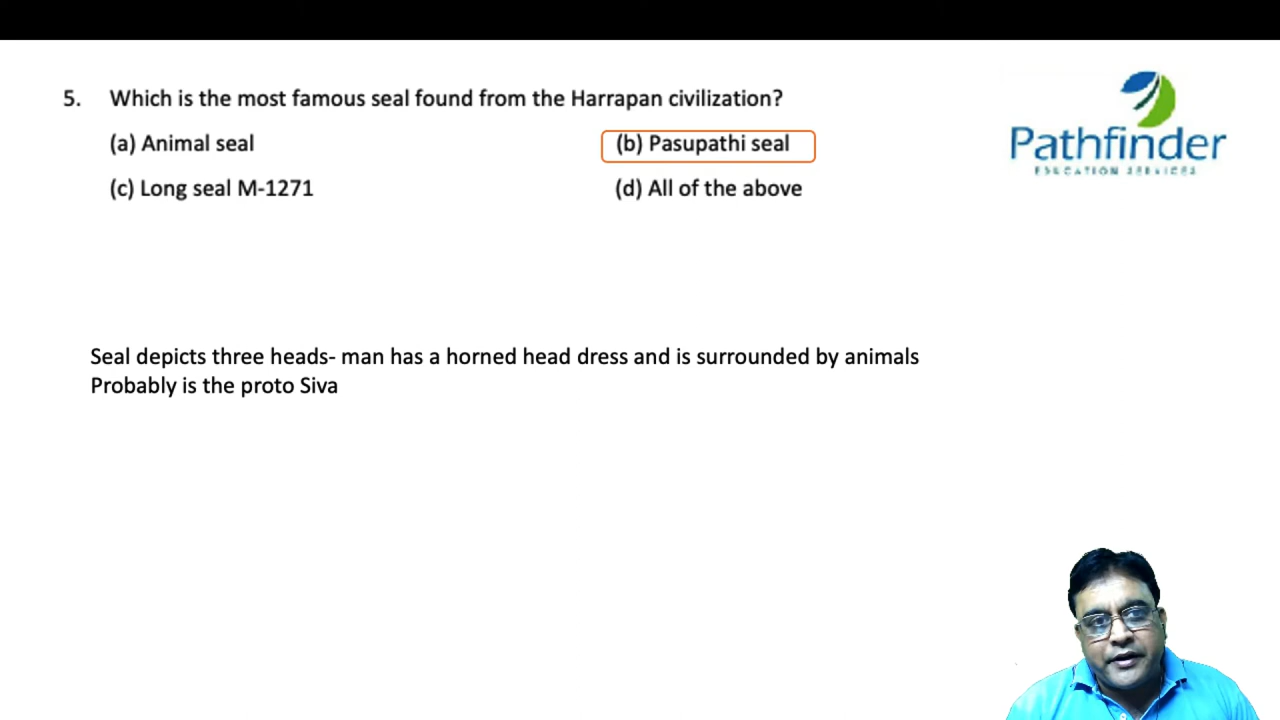 5. Which is the most famous seal found from the Harrapan civilization?
(a) Animal seal (b) Pasupathi seal
(c) Long seal M-1271 (d) All of the above
Pathfinder
EDUCATION SERVICES
Seal depicts three heads- man has a horned head dress and is surrounded by animals
Probably is the proto Siva